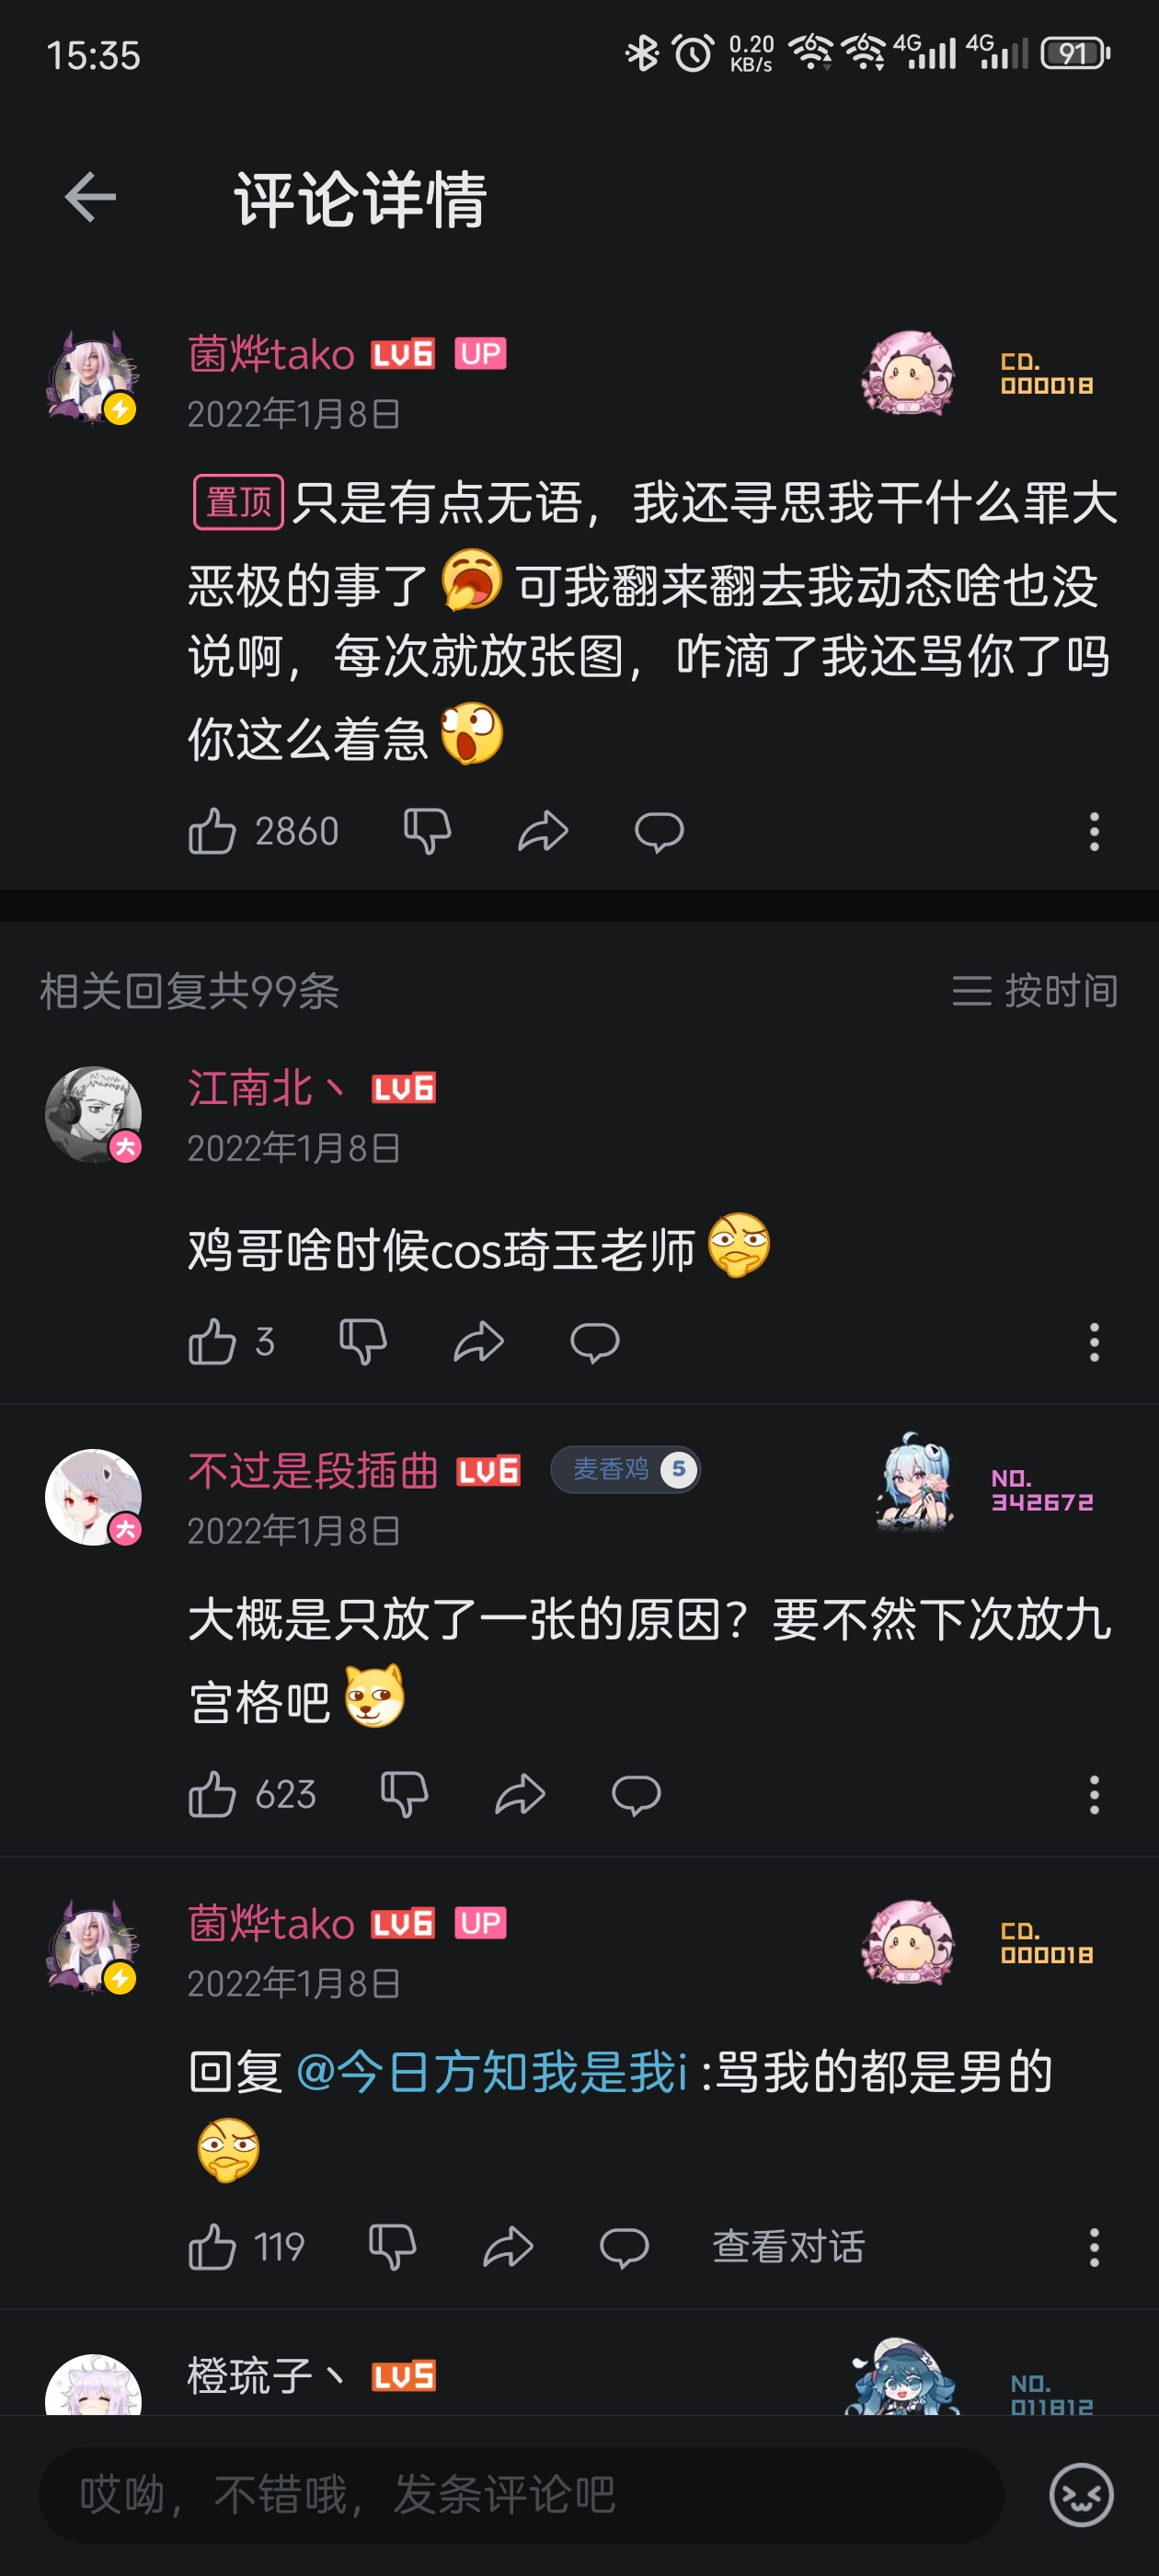 15:35
0.20
KB/s
6
6
4G
4G
91
评论详情
菌烨tako LV6 UP
CD.
000018
2022年1月8日
置顶 只是有点无语，我还寻思我干什么罪大
恶极的事了 可我翻来翻去我动态啥也没
说啊，每次就放张图，咋滴了我还骂你了吗
你这么着急
2860
相关回复共99条
按时间
江南北丶 LV6
大
2022年1月8日
鸡哥啥时候cos琦玉老师
3
不过是段插曲 LV6 麦香鸡 5
NO.
342672
大
2022年1月8日
大概是只放了一张的原因？要不然下次放九
宫格吧
623
菌烨tako LV6 UP
CD.
000018
2022年1月8日
回复 @今日方知我是我i :骂我的都是男的
119 查看对话
橙琉子丶 LV5
NO.
011812
哎呦，不错哦，发条评论吧